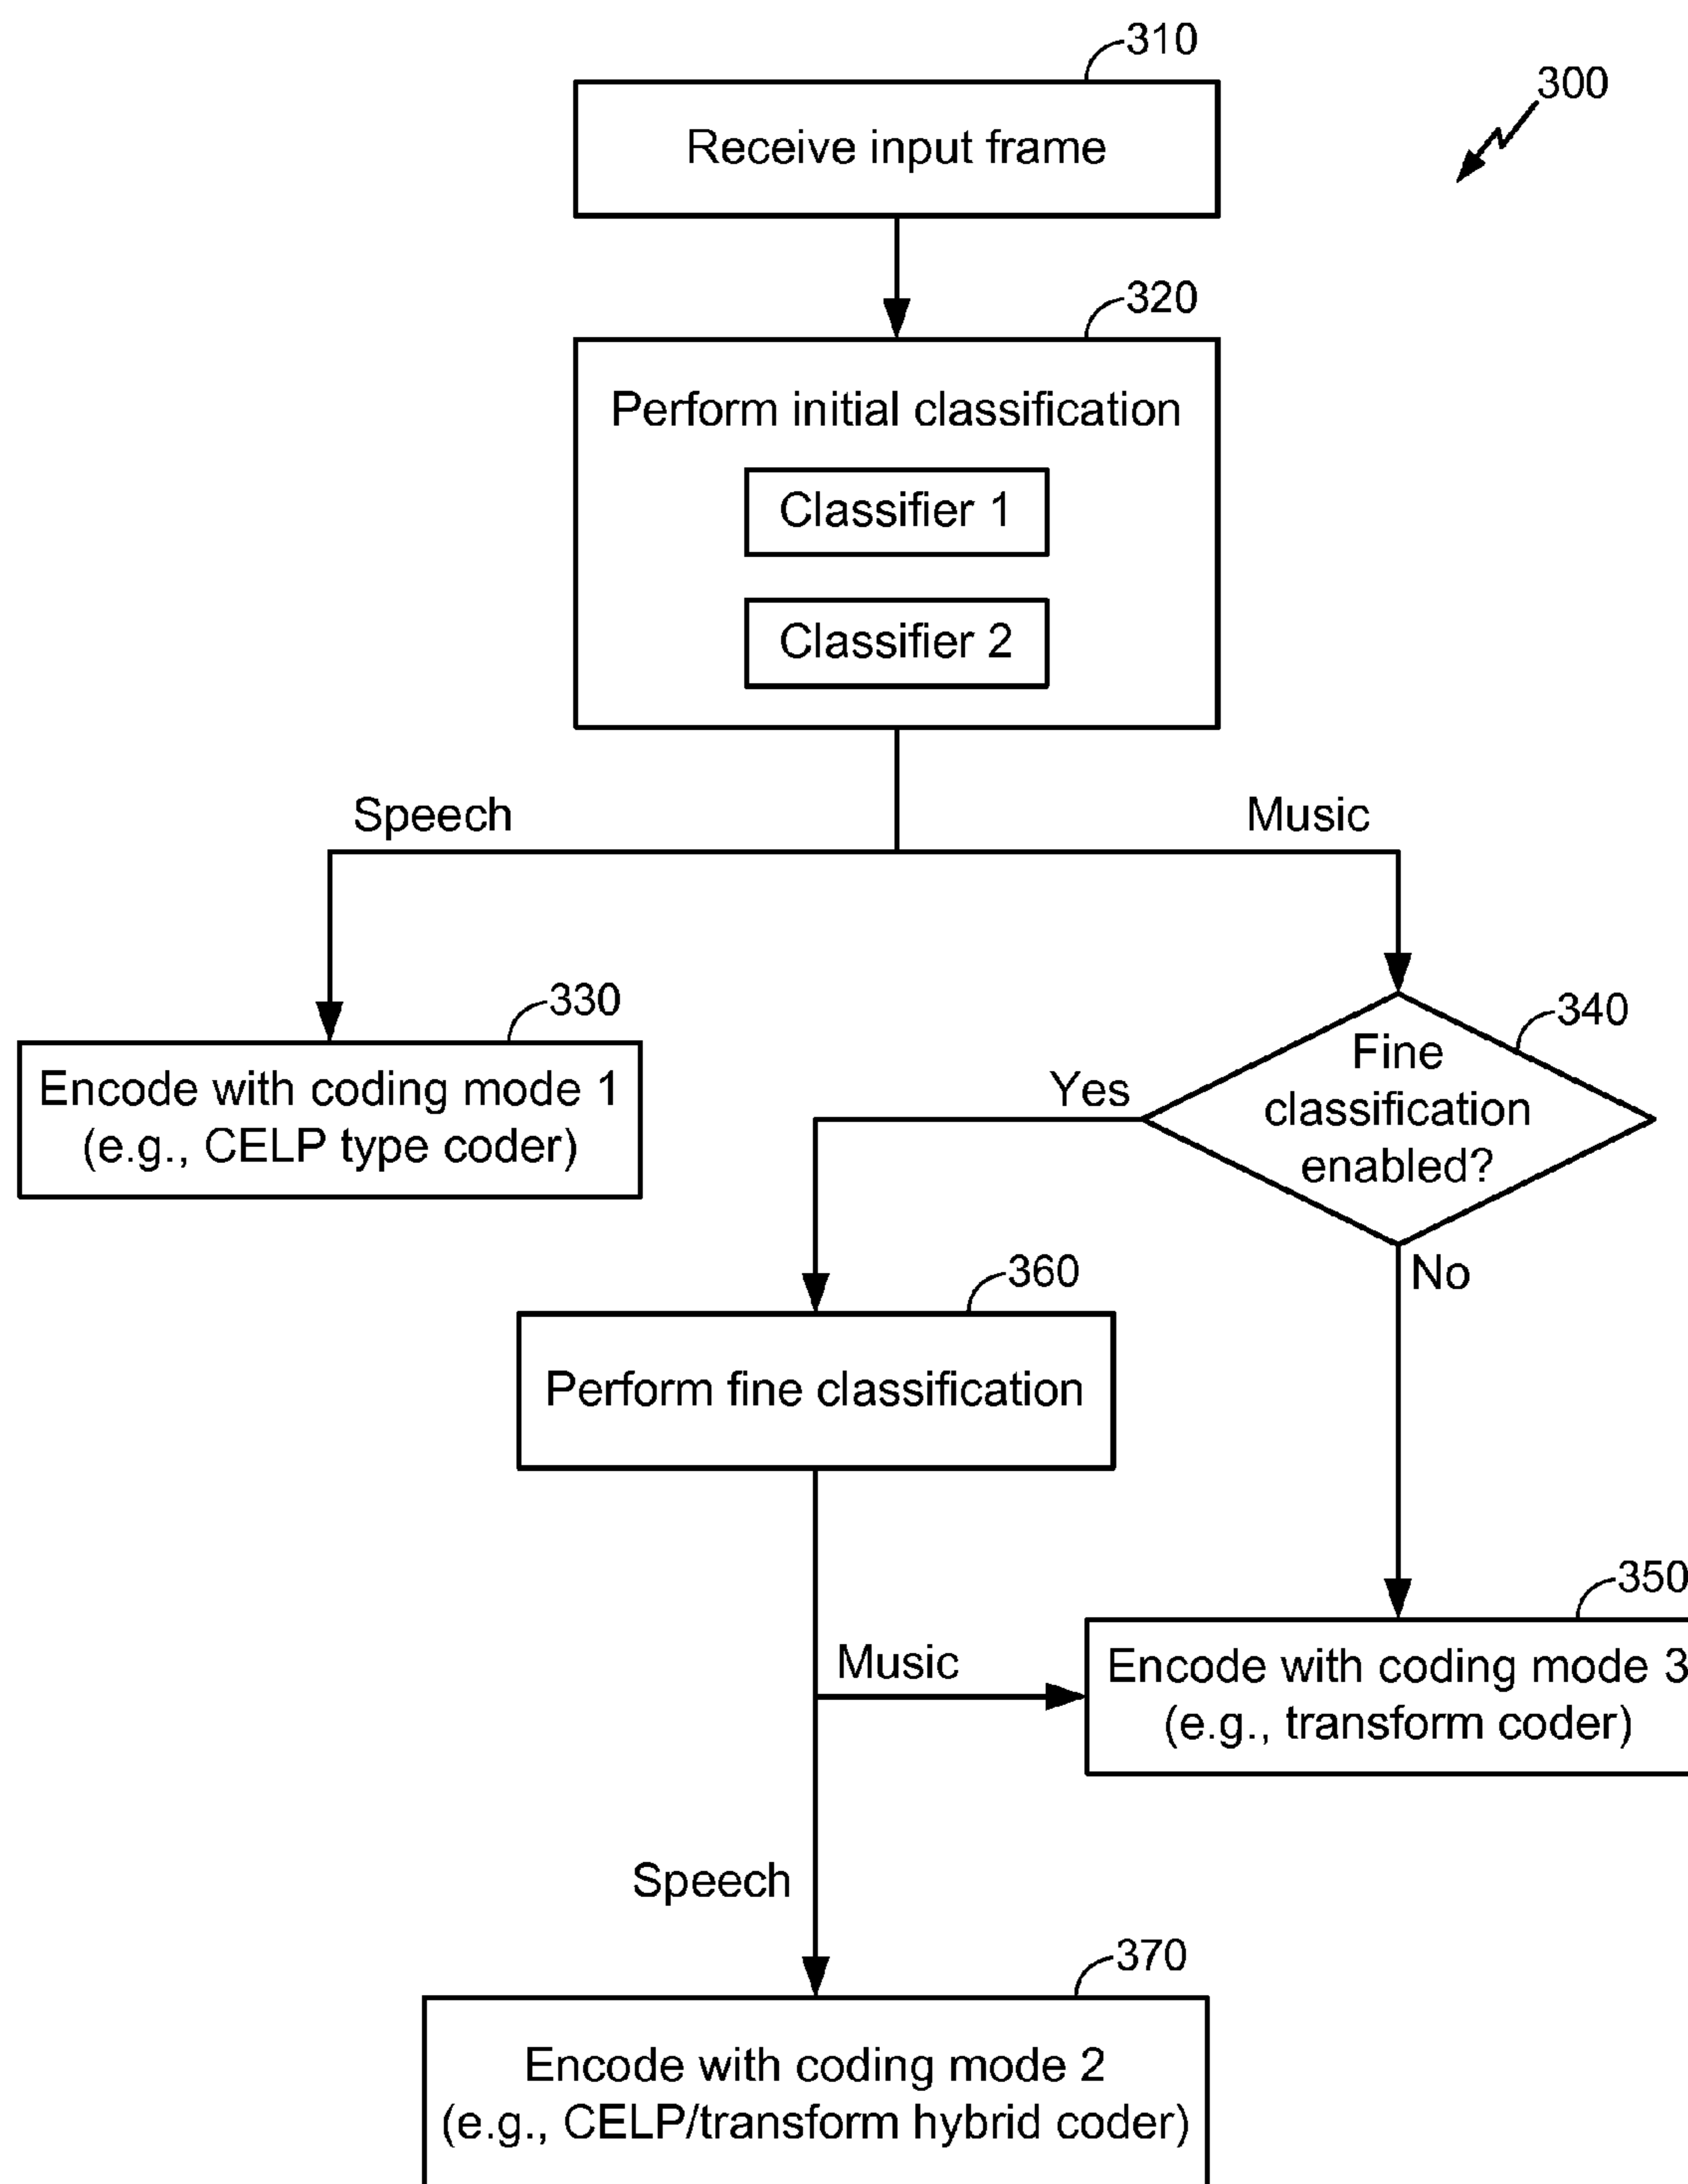 310
300
Receive input frame
320
Perform initial classification
Classifier 1
Classifier 2
Speech
Music
330
Encode with coding mode 1
(e.g., CELP type coder)
340
Fine
classification
enabled?
Yes
No
360
Perform fine classification
350
Music
Encode with coding mode 3
(e.g., transform coder)
Speech
370
Encode with coding mode 2
(e.g., CELP/transform hybrid coder)